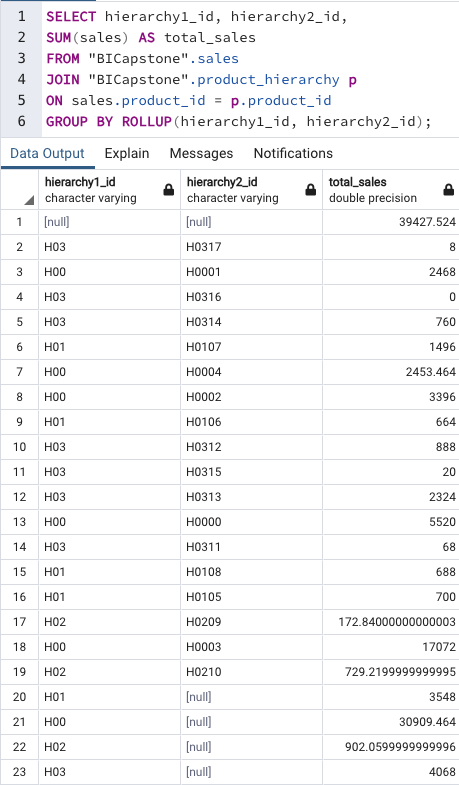 1 SELECT hierarchy1_id, hierarchy2_id,
2 SUM(sales) AS total_sales
3 FROM "BICapstone".sales
4 JOIN "BICapstone".product_hierarchy p
5 ON sales.product_id = p.product_id
6 GROUP BY ROLLUP(hierarchy1_id, hierarchy2_id);
Data Output Explain Messages Notifications
hierarchy1_id hierarchy2_id total_sales
character varying character varying double precision
1 [null] [null] 39427.524
2 H03 H0317 8
3 H00 H0001 2468
4 H03 H0316 0
5 H03 H0314 760
6 H01 H0107 1496
7 H00 H0004 2453.464
8 H00 H0002 3396
9 H01 H0106 664
10 H03 H0312 888
11 H03 H0315 20
12 H03 H0313 2324
13 H00 H0000 5520
14 H03 H0311 68
15 H01 H0108 688
16 H01 H0105 700
17 H02 H0209 172.84000000000003
18 H00 H0003 17072
19 H02 H0210 729.2199999999995
20 H01 [null] 3548
21 H00 [null] 30909.464
22 H02 [null] 902.0599999999996
23 H03 [null] 4068